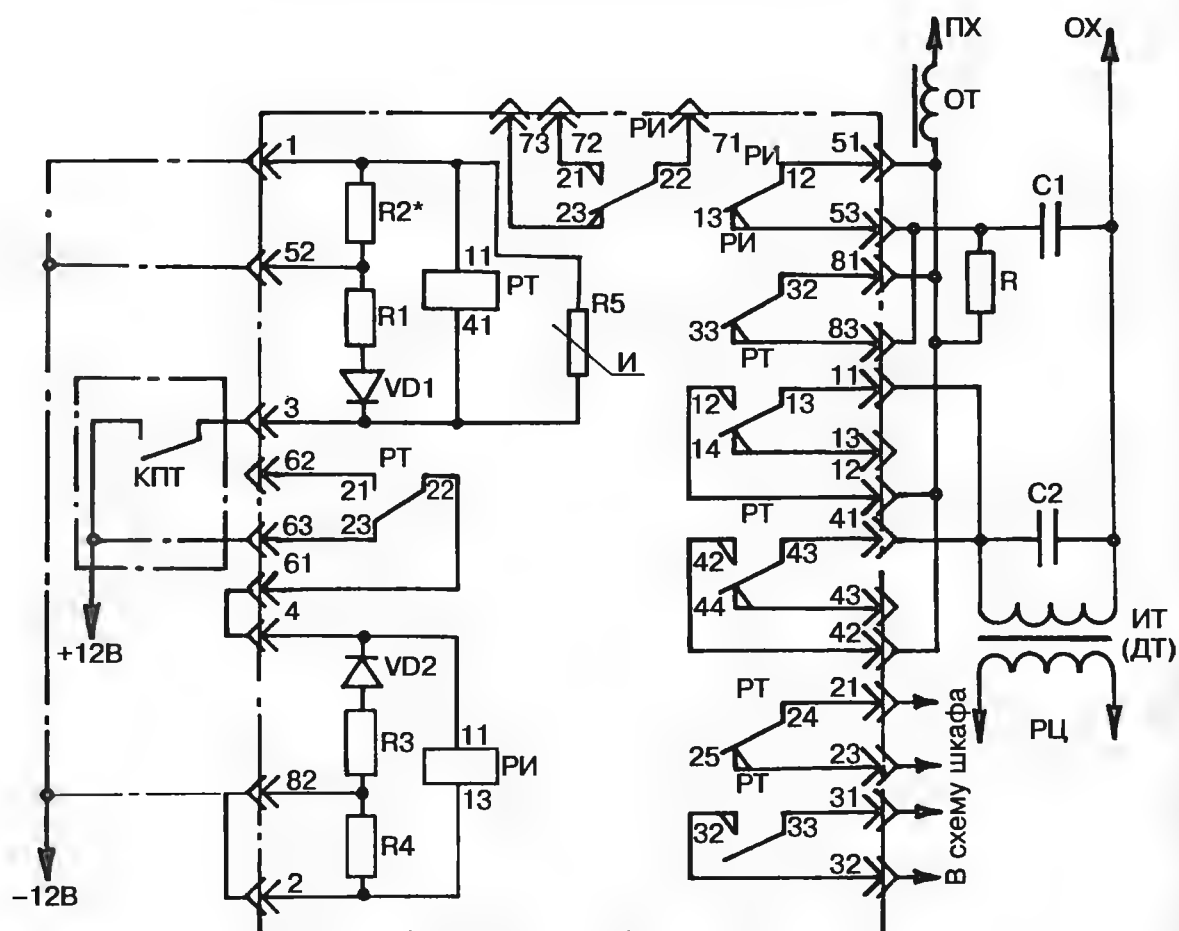 ПХ
ОХ
ОТ
73
72
РИ
71
РИ
51
1
21
22
12
С1
R2*
23
13
53
РИ
52
11
РТ
81
32
R
R1
41
R5
33
83
И
РТ
VD1
11
3
12
13
14
13
КПТ
62
РТ
12
С2
21
22
РТ
41
63
23
42
43
61
44
43
ИТ
(ДТ)
4
42
+12В
VD2
РТ
21
24
R3
11
РИ
25
23
РЦ
82
13
РТ
31
R4
32
33
2
32
–12В
В схему шкафа